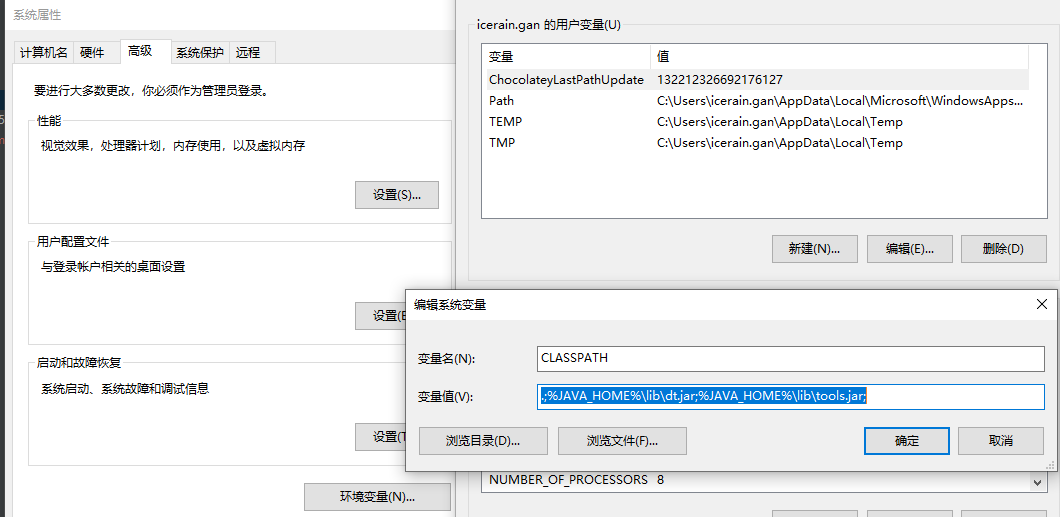 系统属性
计算机名 硬件 高级 系统保护 远程
要进行大多数更改，你必须作为管理员登录。
性能
视觉效果，处理器计划，内存使用，以及虚拟内存
设置(S)...
用户配置文件
与登录帐户相关的桌面设置
设置(E
启动和故障恢复
系统启动、系统故障和调试信息
设置(T
环境变量(N)...
icerain.gan 的用户变量(U)
变量 值
ChocolateyLastPathUpdate 132212326692176127
Path C:\Users\icerain.gan\AppData\Local\Microsoft\WindowsApps...
TEMP C:\Users\icerain.gan\AppData\Local\Temp
TMP C:\Users\icerain.gan\AppData\Local\Temp
新建(N)... 编辑(E)... 删除(D)
编辑系统变量
变量名(N): CLASSPATH
变量值(V): .;%JAVA_HOME%\lib\dt.jar;%JAVA_HOME%\lib\tools.jar;
浏览目录(D)... 浏览文件(F)... 确定 取消
NUMBER_OF_PROCESSORS 8